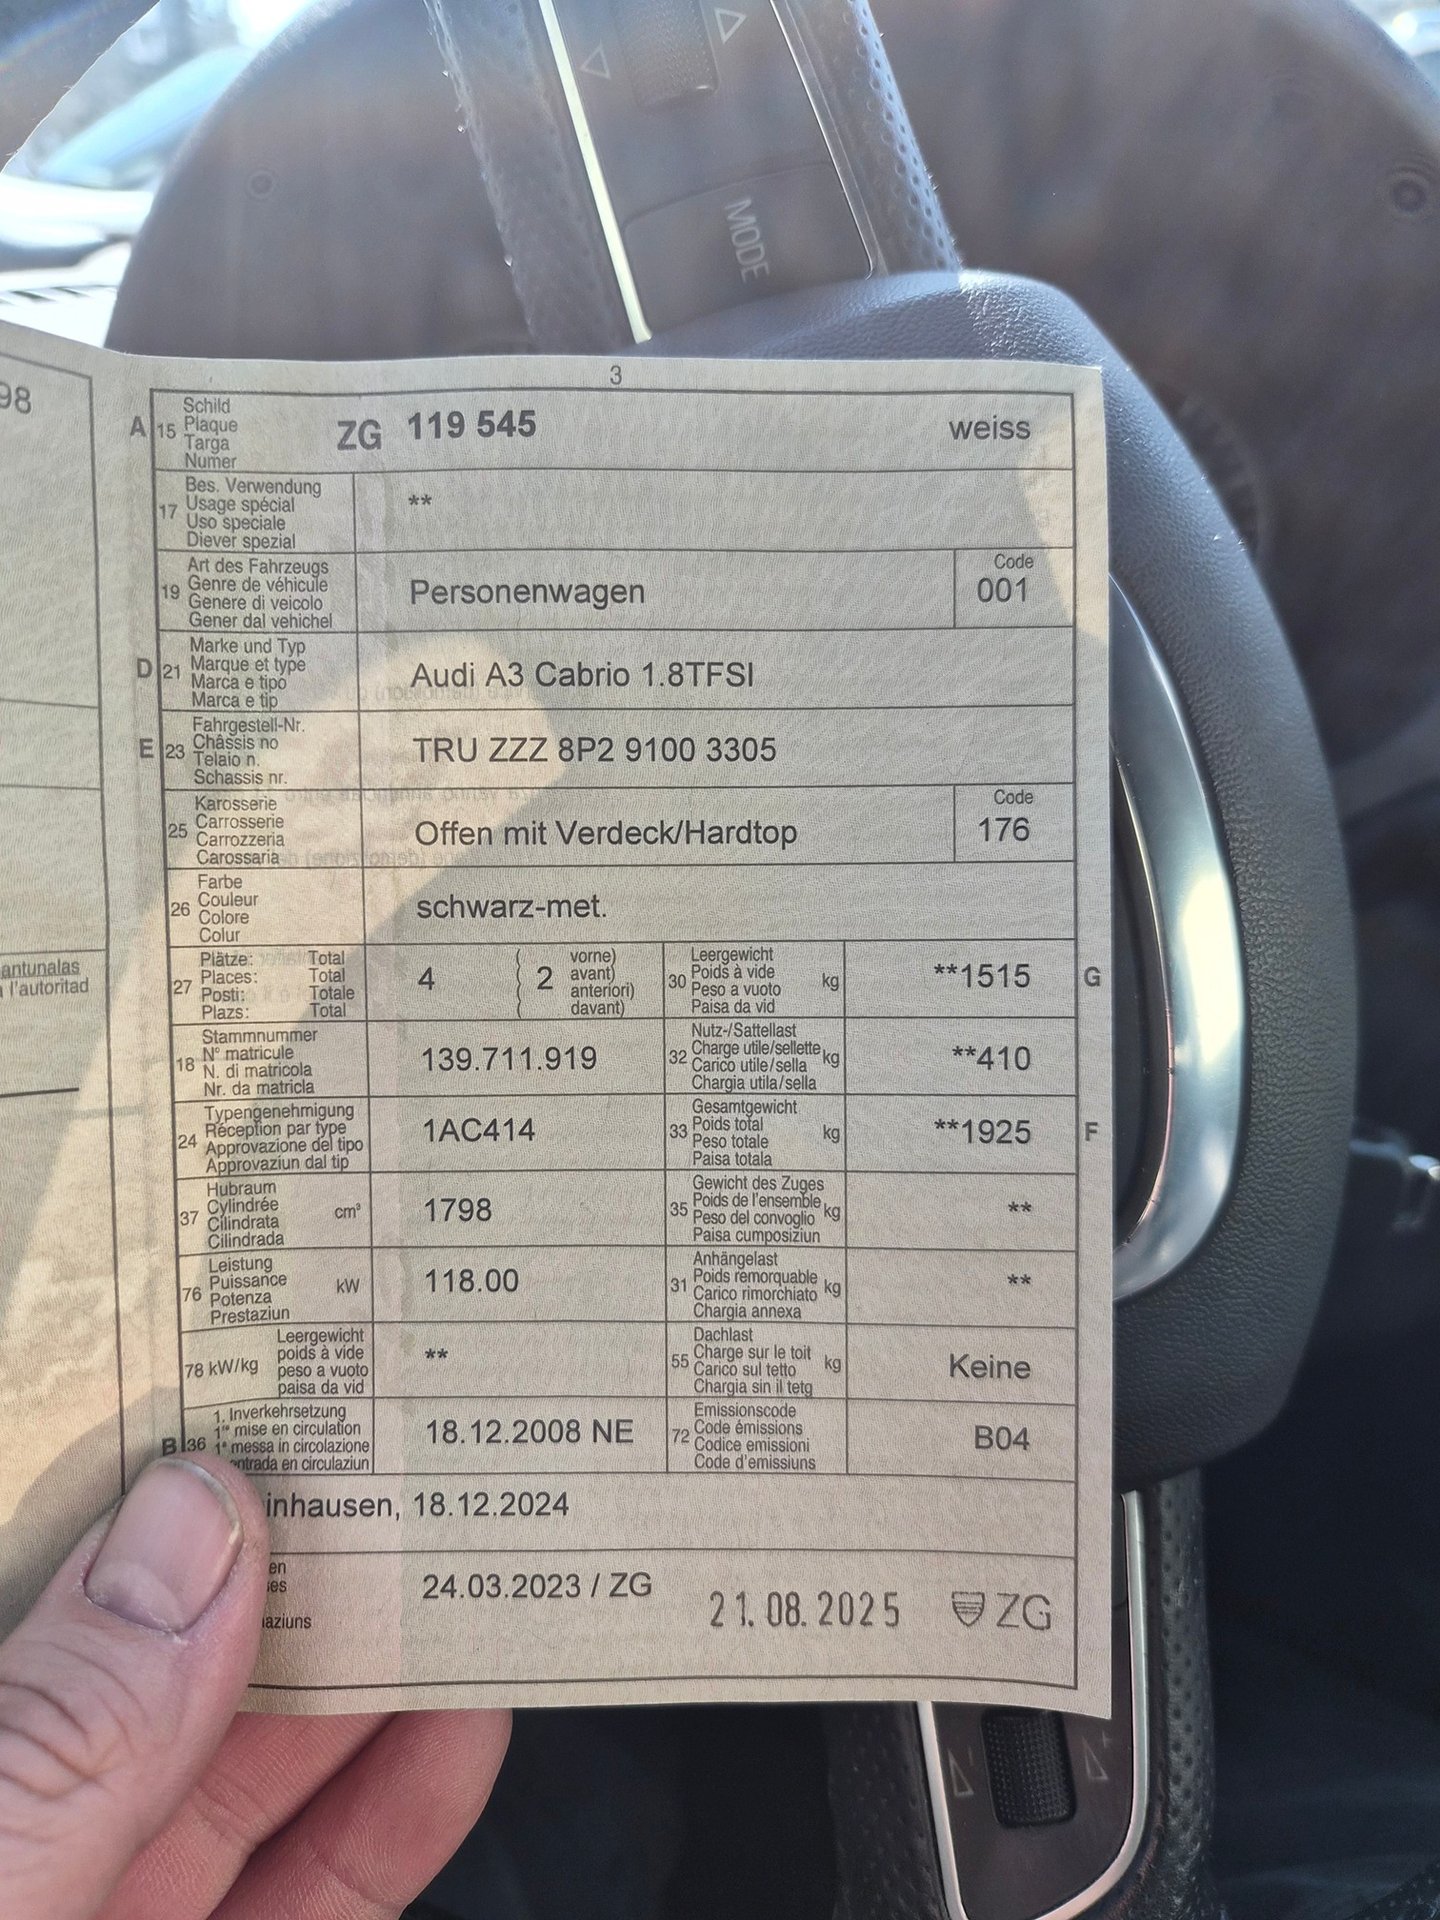 MODE
98
3
A 15 Schild
Plaque
Targa
Numer
ZG 119 545 weiss
17 Bes. Verwendung
Usage spécial
Uso speciale
Diever spezial
**
19 Art des Fahrzeugs
Genre de véhicule
Genere di veicolo
Gener dal vehichel
Personenwagen
Code
001
D 21 Marke und Typ
Marque et type
Marca e tipo
Marca e tip
Audi A3 Cabrio 1.8TFSI
E 23 Fahrgestell-Nr.
Châssis no
Telaio n.
Schassis nr.
TRU ZZZ 8P2 9100 3305
25 Karosserie
Carrosserie
Carrozzeria
Carossaria
Offen mit Verdeck/Hardtop
Code
176
26 Farbe
Couleur
Colore
Colur
schwarz-met.
antunalas
l'autoritad
27 Plätze: Total
Places: Total
Posti: Totale
Plazs: Total
4 ( 2 vorne)
avant)
anteriori)
davant)
30 Leergewicht
Poids à vide
Peso a vuoto
Paisa da vid
kg
**1515 G
18 Stammnummer
N° matricule
N. di matricola
Nr. da matricla
139.711.919
32 Nutz-/Sattellast
Charge utile/sellette
Carico utile/sella
Chargia utila/sella
kg
**410
24 Typengenehmigung
Réception par type
Approvazione del tipo
Approvaziun dal tip
1AC414
33 Gesamtgewicht
Poids total
Peso totale
Paisa totala
kg
**1925 F
37 Hubraum
Cylindrée
Cilindrata
Cilindrada
cm³
1798
35 Gewicht des Zuges
Poids de l'ensemble
Peso del convoglio
Paisa cumposiziun
kg
**
76 Leistung
Puissance
Potenza
Prestaziun
kW
118.00
31 Anhängelast
Poids remorquable
Carico rimorchiato
Chargia annexa
kg
**
78 kW/kg Leergewicht
poids à vide
peso a vuoto
paisa da vid
**
55 Dachlast
Charge sur le toit
Carico sul tetto
Chargia sin il tetg
kg
Keine
B 36 1. Inverkehrsetzung
1re mise en circulation
1a messa in circolazione
entrada en circulaziun
18.12.2008 NE
72 Emissionscode
Code émissions
Codice emissioni
Code d'emissiuns
B04
inhausen, 18.12.2024
en
es
aziuns
24.03.2023 / ZG
21.08.2025 ZG